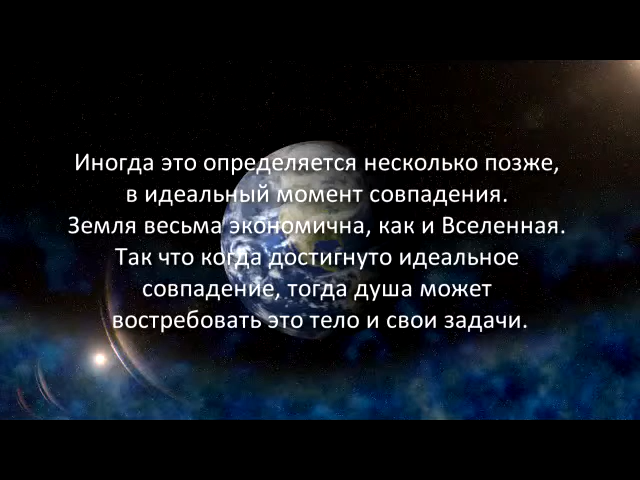 Иногда это определяется несколько позже,
в идеальный момент совпадения.
Земля весьма экономична, как и Вселенная.
Так что когда достигнуто идеальное
совпадение, тогда душа может
востребовать это тело и свои задачи.